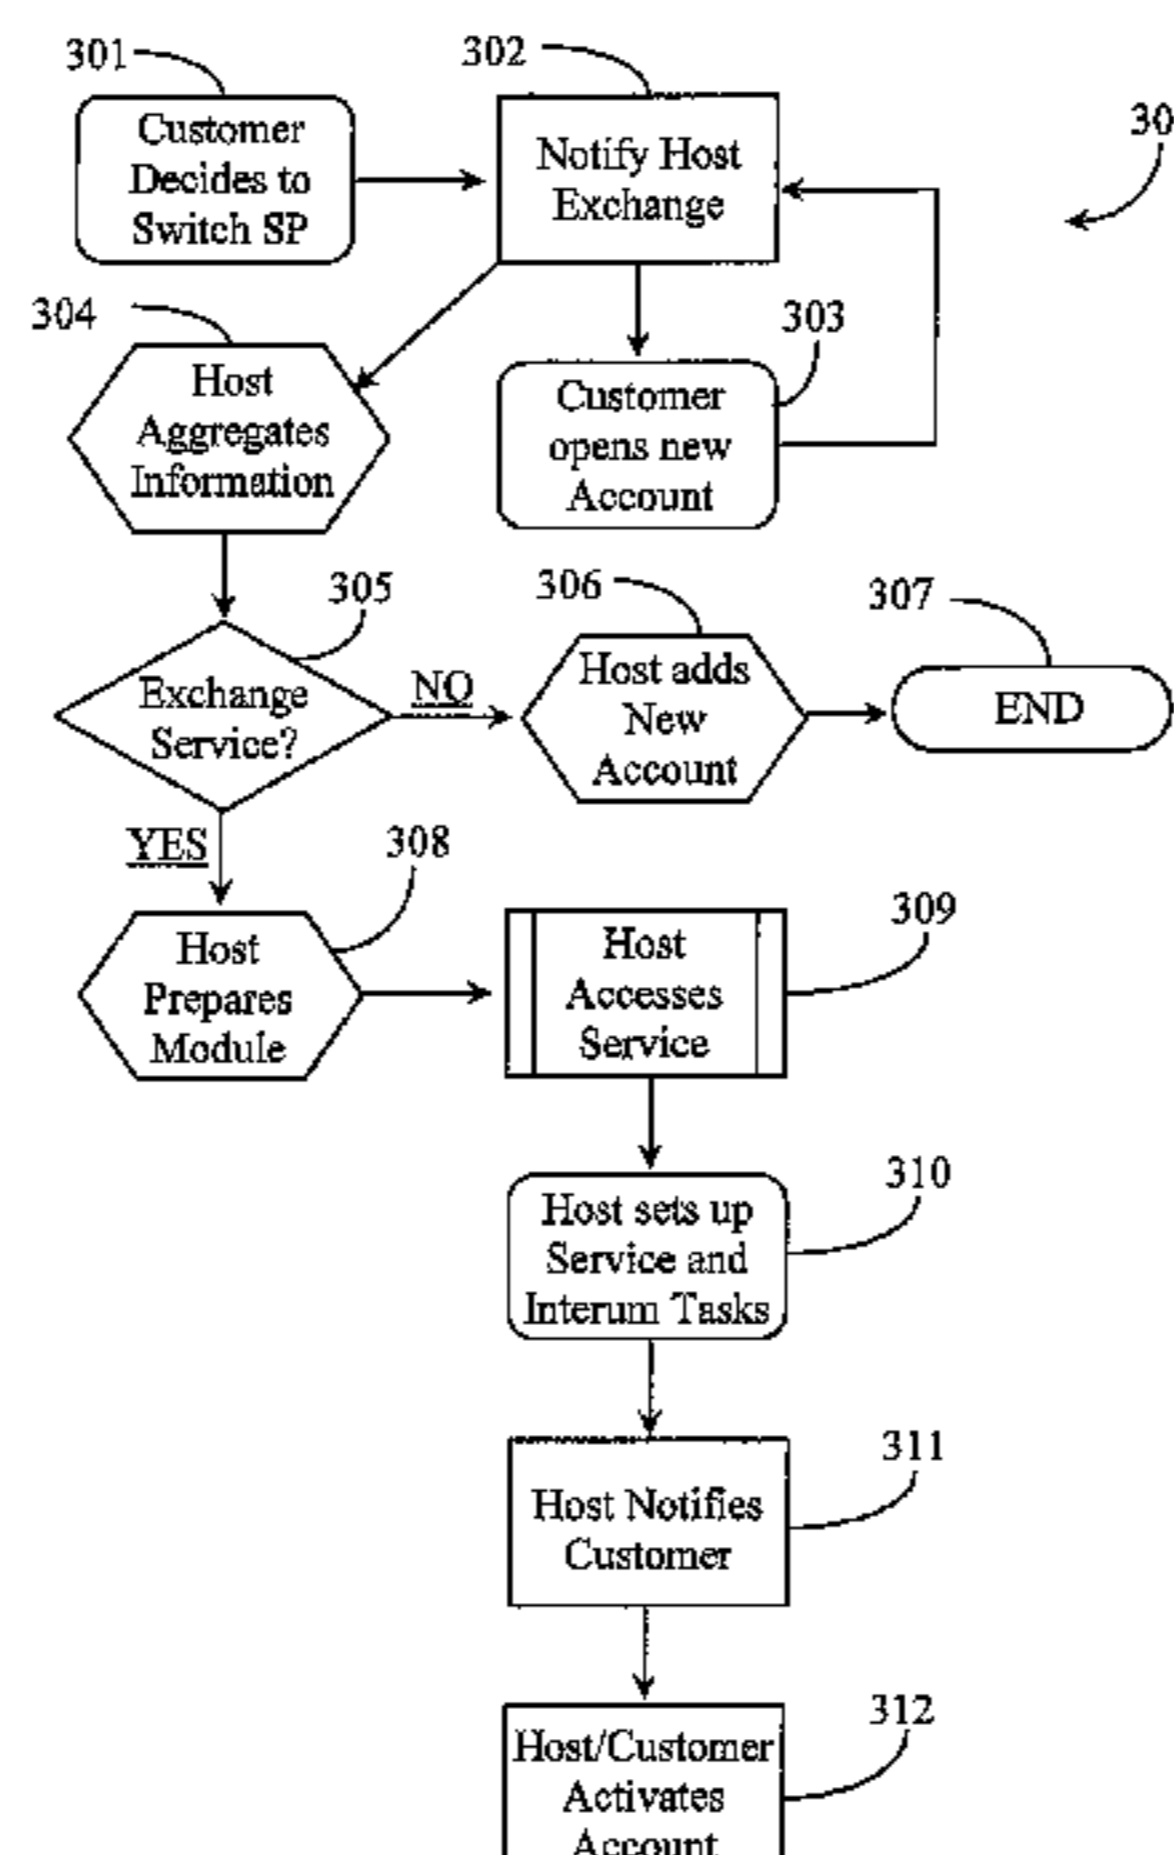 301
302
30
Customer
Decides to
Switch SP
Notify Host
Exchange
304
303
Host
Aggregates
Information
Customer
opens new
Account
305
306
307
Exchange
Service?
NO
Host adds
New
Account
END
YES
308
309
Host
Prepares
Module
Host
Accesses
Service
310
Host sets up
Service and
Interum Tasks
311
Host Notifies
Customer
312
Host/Customer
Activates
Account